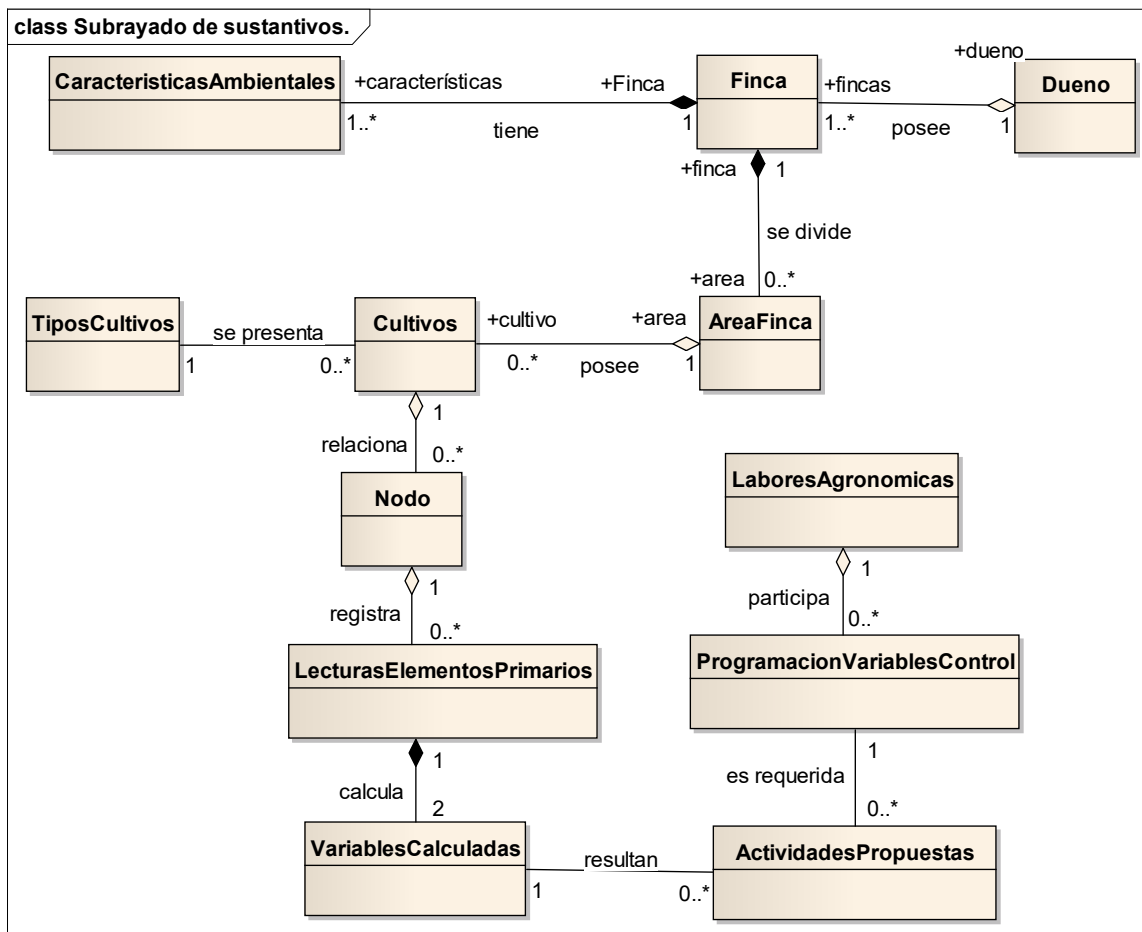 class Subrayado de sustantivos.
CaracteristicasAmbientales
+característicás
1..*
tiene
+Finca
1
Finca
+fincas
1..*
posee
+dueno
1
Dueno
+finca
1
se divide
+area
0..*
TiposCultivos
1
se presenta
0..*
Cultivos
+cultivo
0..*
posee
+area
1
AreaFinca
1
relaciona
0..*
Nodo
1
registra
0..*
LecturasElementosPrimarios
1
calcula
2
VariablesCalculadas
1
resultan
0..*
LaboresAgronomicas
1
participa
0..*
ProgramacionVariablesControl
1
es requerida
0..*
ActividadesPropuestas